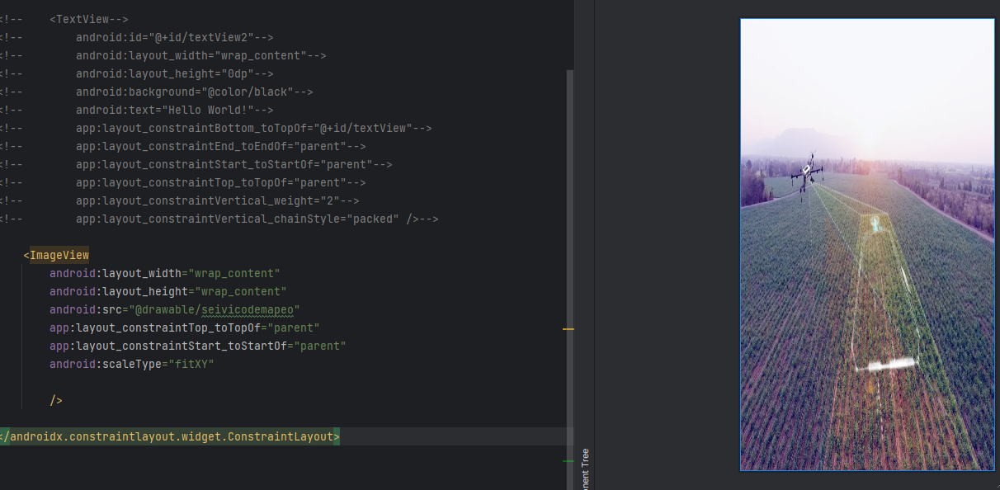 <!--    <TextView-->
<!--        android:id="@+id/textView2"-->
<!--        android:layout_width="wrap_content"-->
<!--        android:layout_height="0dp"-->
<!--        android:background="@color/black"-->
<!--        android:text="Hello World!"-->
<!--        app:layout_constraintBottom_toTopOf="@+id/textView"-->
<!--        app:layout_constraintEnd_toEndOf="parent"-->
<!--        app:layout_constraintStart_toStartOf="parent"-->
<!--        app:layout_constraintTop_toTopOf="parent"-->
<!--        app:layout_constraintVertical_weight="2"-->
<!--        app:layout_constraintVertical_chainStyle="packed" />-->
<ImageView
android:layout_width="wrap_content"
android:layout_height="wrap_content"
android:src="@drawable/seivicodemapeo"
app:layout_constraintTop_toTopOf="parent"
app:layout_constraintStart_toStartOf="parent"
android:scaleType="fitXY"
/>
</androidx.constraintlayout.widget.ConstraintLayout>
nent Tree